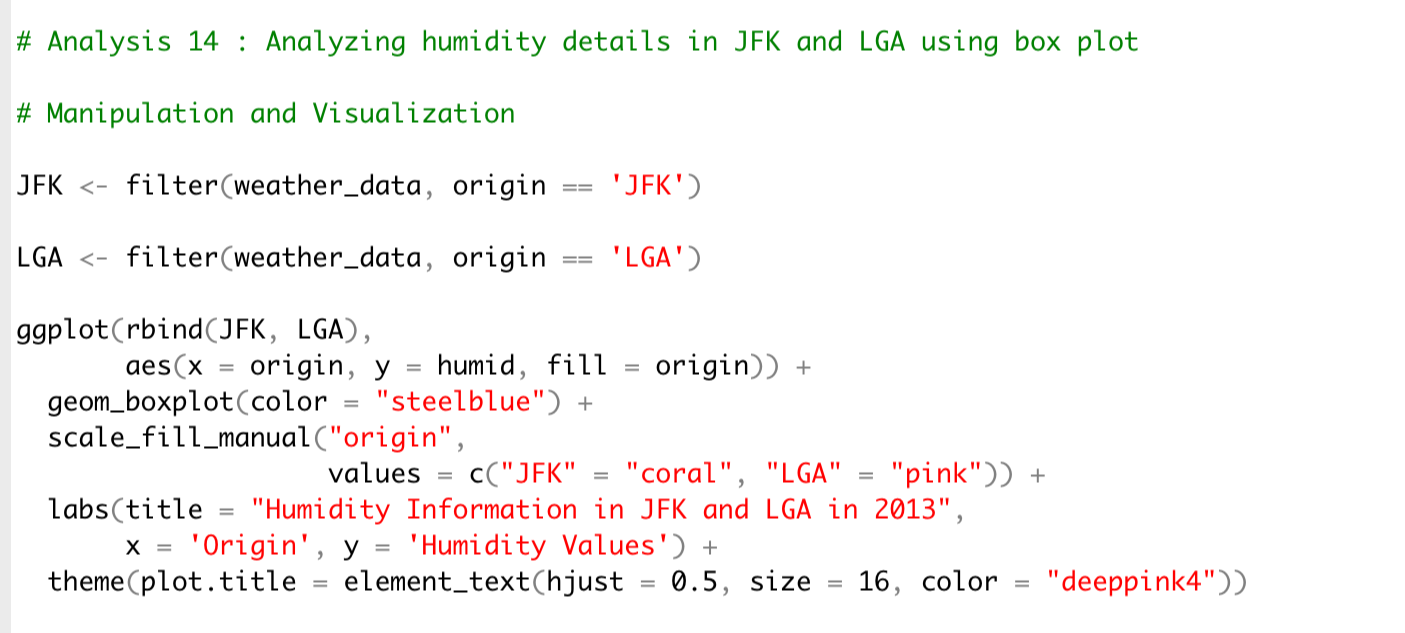 # Analysis 14 : Analyzing humidity details in JFK and LGA using box plot
# Manipulation and Visualization
JFK <- filter(weather_data, origin == 'JFK')
LGA <- filter(weather_data, origin == 'LGA')
ggplot(rbind(JFK, LGA),
       aes(x = origin, y = humid, fill = origin)) +
  geom_boxplot(color = "steelblue") +
  scale_fill_manual("origin",
                    values = c("JFK" = "coral", "LGA" = "pink")) +
  labs(title = "Humidity Information in JFK and LGA in 2013",
       x = 'Origin', y = 'Humidity Values') +
  theme(plot.title = element_text(hjust = 0.5, size = 16, color = "deeppink4"))